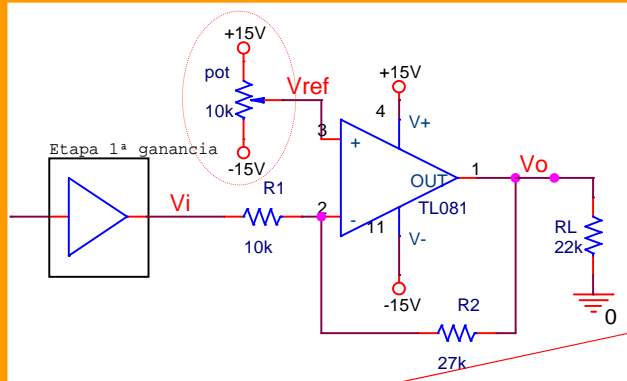 +15V
pot
10k
Vref
-15V
+15V
4
V+
3
+
1
Vo
OUT
TL081
2
-
11
V-
-15V
Etapa 1ª ganancia
Vi
R1
10k
RL
22k
0
R2
27k